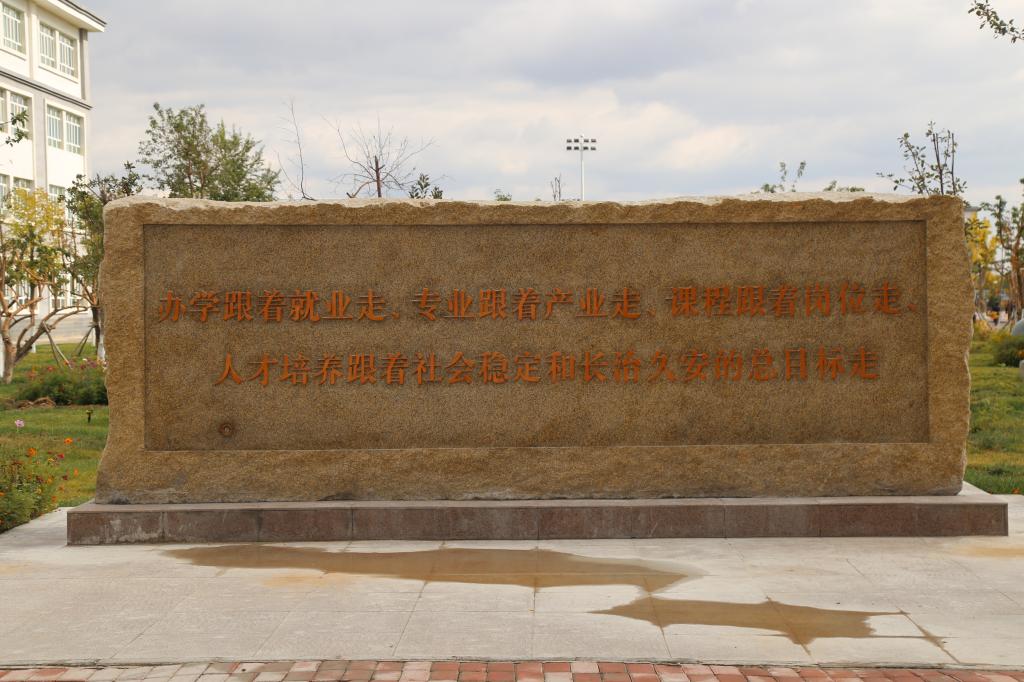 办学跟着就业走、专业跟着产业走、课程跟着岗位走、
人才培养跟着社会稳定和长治久安的总目标走